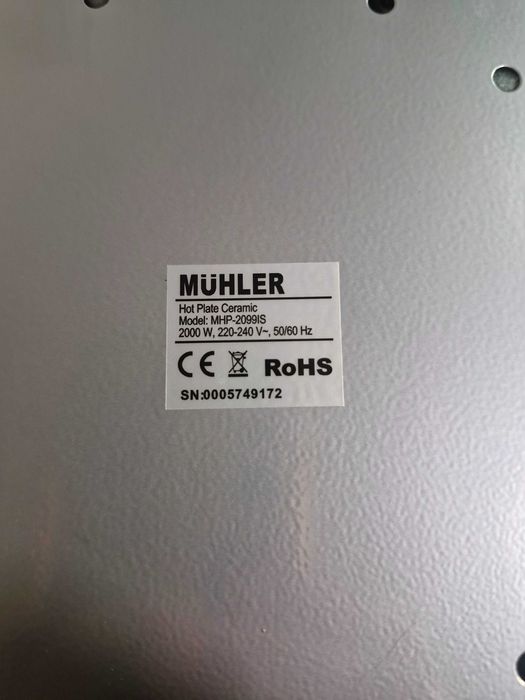 MÜHLER
Hot Plate Ceramic
Model: MHP-2099IS
2000 W, 220-240 V~, 50/60 Hz
CE RoHS
SN:0005749172